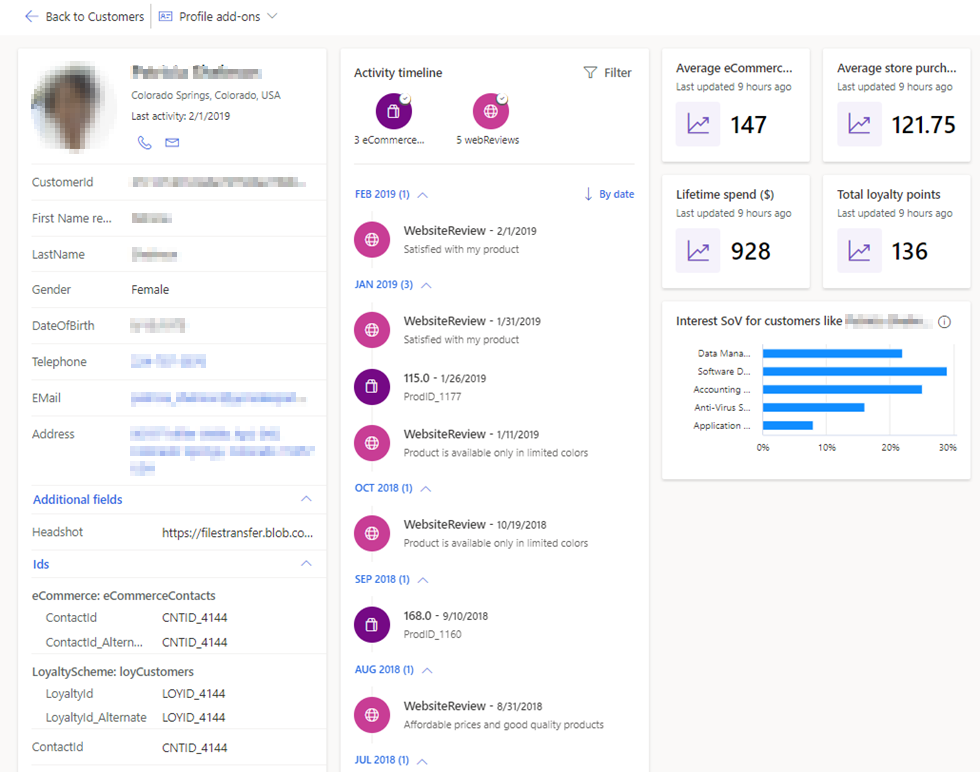 Back to Customers
Profile add-ons
Colorado Springs, Colorado, USA
Last activity: 2/1/2019
CustomerId
First Name re...
LastName
Gender Female
DateOfBirth
Telephone
EMail
Address
Additional fields
Headshot https://filestransfer.blob.co...
Ids
eCommerce: eCommerceContacts
ContactId CNTID_4144
ContactId_Altern... CNTID_4144
LoyaltyScheme: loyCustomers
LoyaltyId LOYID_4144
LoyaltyId_Alternate LOYID_4144
ContactId CNTID_4144
Activity timeline
Filter
3 eCommerce...
5 webReviews
FEB 2019 (1)
By date
WebsiteReview - 2/1/2019
Satisfied with my product
JAN 2019 (3)
WebsiteReview - 1/31/2019
Satisfied with my product
115.0 - 1/26/2019
ProdID_1177
WebsiteReview - 1/11/2019
Product is available only in limited colors
OCT 2018 (1)
WebsiteReview - 10/19/2018
Product is available only in limited colors
SEP 2018 (1)
168.0 - 9/10/2018
ProdID_1160
AUG 2018 (1)
WebsiteReview - 8/31/2018
Affordable prices and good quality products
JUL 2018 (1)
Average eCommerc...
Last updated 9 hours ago
147
Average store purch...
Last updated 9 hours ago
121.75
Lifetime spend ($)
Last updated 9 hours ago
928
Total loyalty points
Last updated 9 hours ago
136
Interest SoV for customers like
Data Mana...
Software D...
Accounting ...
Anti-Virus S...
Application ...
0% 10% 20% 30%